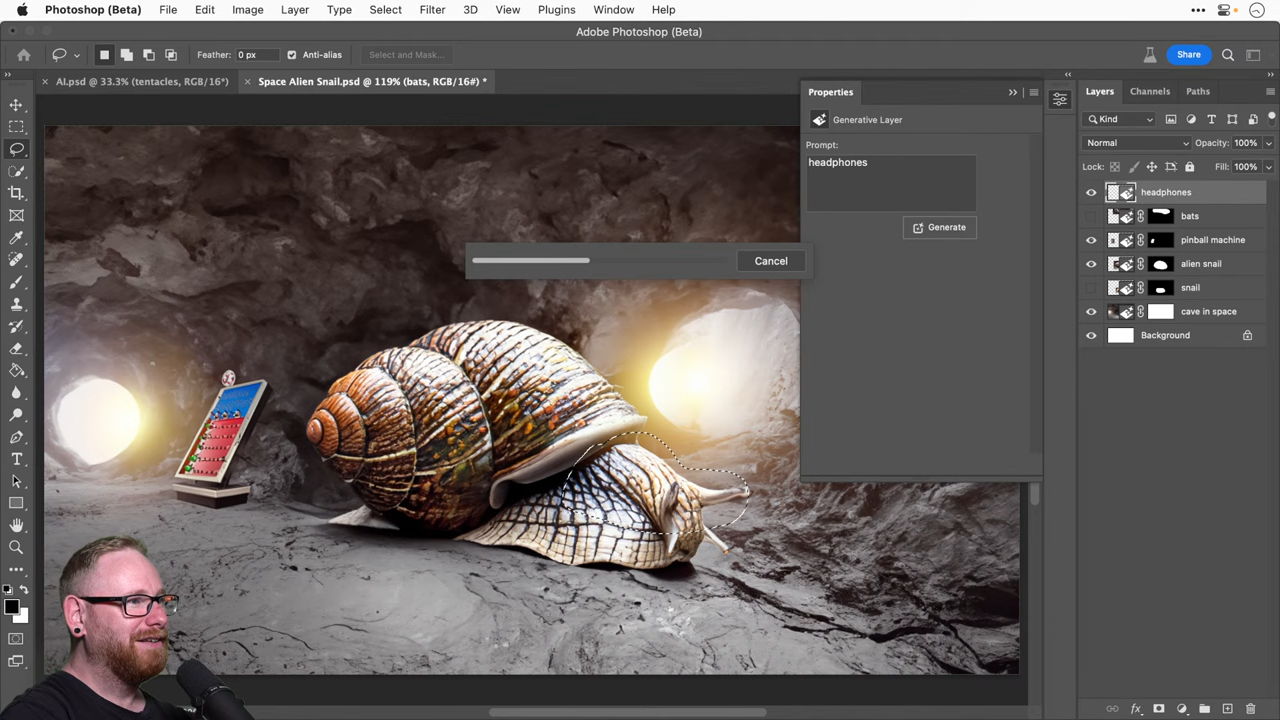 Photoshop (Beta) File Edit Image Layer Type Select Filter 3D View Plugins Window Help
Adobe Photoshop (Beta)
Feather: 0 px Anti-alias Select and Mask... Share
AI.psd @ 33.3% (tentacles, RGB/16*) Space Alien Snail.psd @ 119% (bats, RGB/16#) *
Properties
Generative Layer
Prompt:
headphones
Generate
Cancel
Layers Channels Paths
Kind
Normal Opacity: 100%
Lock: Fill: 100%
headphones
bats
pinball machine
alien snail
snail
cave in space
Background